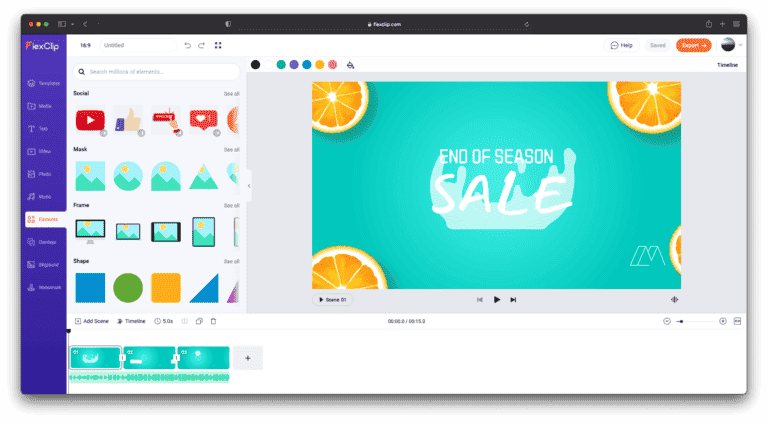 flexclip.com
FlexClip
16:9
Untitled
Help
Saved
Export →
Templates
Media
Text
Video
Photo
Music
Elements
Overlays
BKground
Watermark
Search millions of elements...
Social
See all
Mask
See all
Frame
See all
Shape
See all
Timeline
END OF SEASON
SALE
LM
Scene 01
Add Scene
Timeline
5.0s
00:00.0 / 00:15.0
01
02
03
+